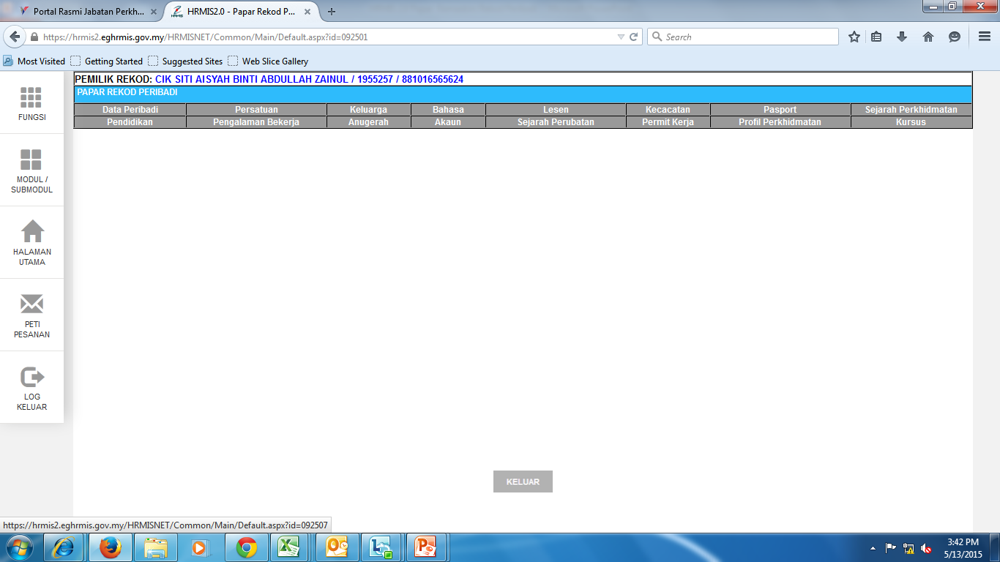 Portal Rasmi Jabatan Perkh...
HRMIS2.0 - Papar Rekod P...
https://hrmis2.eghrmis.gov.my/HRMISNET/Common/Main/Default.aspx?id=092501
Search
Most Visited Getting Started Suggested Sites Web Slice Gallery
PEMILIK REKOD: CIK SITI AISYAH BINTI ABDULLAH ZAINUL / 1955257 / 881016565624
PAPAR REKOD PERIBADI
Data Peribadi Persatuan Keluarga Bahasa Lesen Kecacatan Pasport Sejarah Perkhidmatan
Pendidikan Pengalaman Bekerja Anugerah Akaun Sejarah Perubatan Permit Kerja Profil Perkhidmatan Kursus
FUNGSI
MODUL /
SUBMODUL
HALAMAN
UTAMA
PETI
PESANAN
LOG
KELUAR
KELUAR
https://hrmis2.eghrmis.gov.my/HRMISNET/Common/Main/Default.aspx?id=092507
3:42 PM
5/13/2015